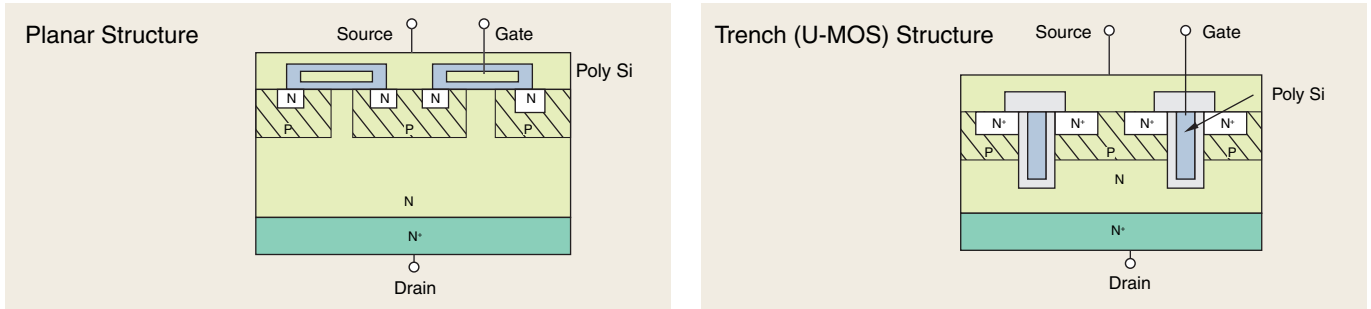 Planar Structure
Source
Gate
Poly Si
N
N
N
N
P
P
P
N
N+
Drain
Trench (U-MOS) Structure
Source
Gate
Poly Si
N+
N+
N+
N+
P
P
P
N
N+
Drain